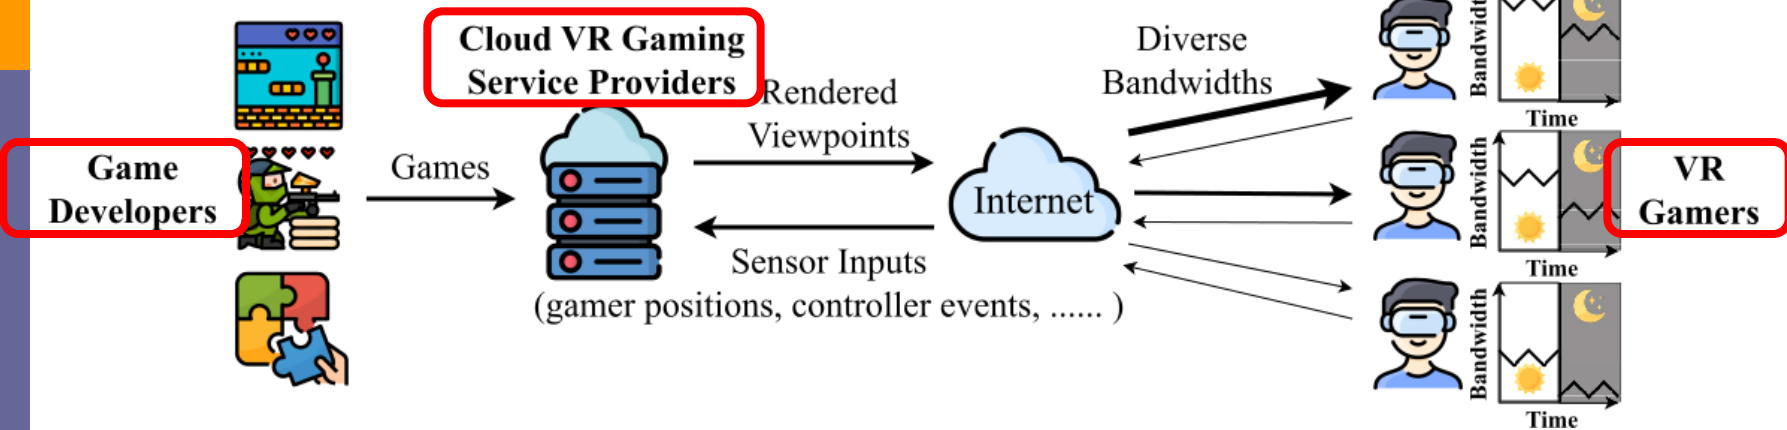 Cloud VR Gaming
Service Providers
Game
Developers
Games
Rendered
Viewpoints
Sensor Inputs
(gamer positions, controller events, ...... )
Internet
Diverse
Bandwidths
Bandwidth
Time
Bandwidth
Time
Bandwidth
Time
VR
Gamers